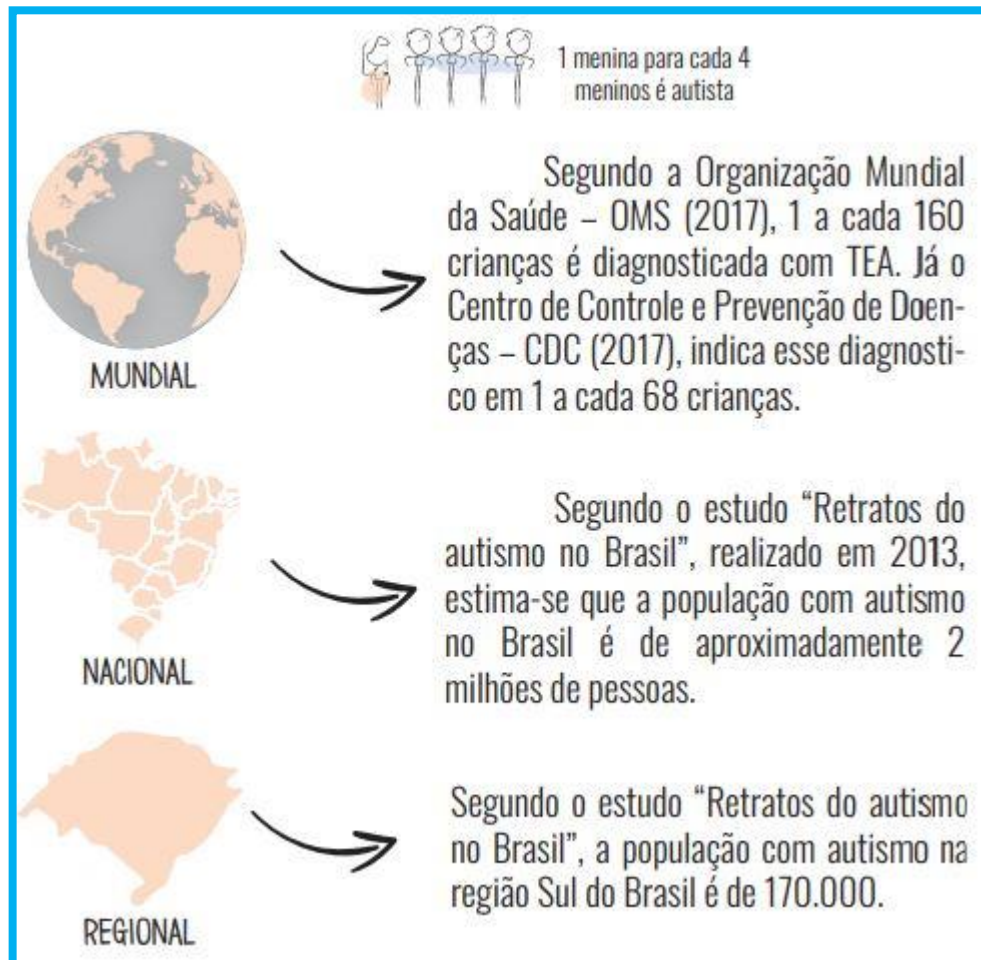 1 menina para cada 4
meninos é autista
Segundo a Organização Mundial
da Saúde – OMS (2017), 1 a cada 160
crianças é diagnosticada com TEA. Já o
Centro de Controle e Prevenção de Doen-
ças – CDC (2017), indica esse diagnosti-
co em 1 a cada 68 crianças.
MUNDIAL
Segundo o estudo “Retratos do
autismo no Brasil”, realizado em 2013,
estima-se que a população com autismo
no Brasil é de aproximadamente 2
milhões de pessoas.
NACIONAL
Segundo o estudo “Retratos do autismo
no Brasil”, a população com autismo na
região Sul do Brasil é de 170.000.
REGIONAL